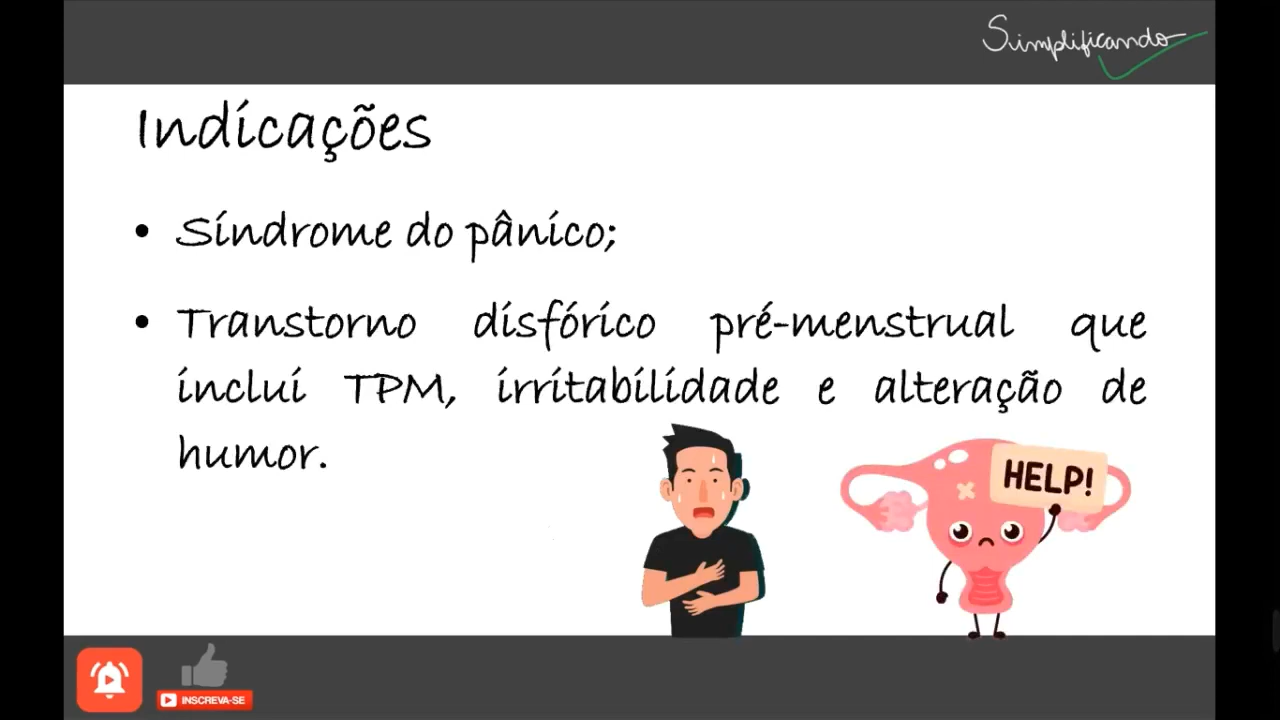 Simplificando
Indicações
• Síndrome do pânico;
• Transtorno disfórico pré-menstrual que
inclui TPM, irritabilidade e alteração de
humor.
HELP!
INSCREVA-SE